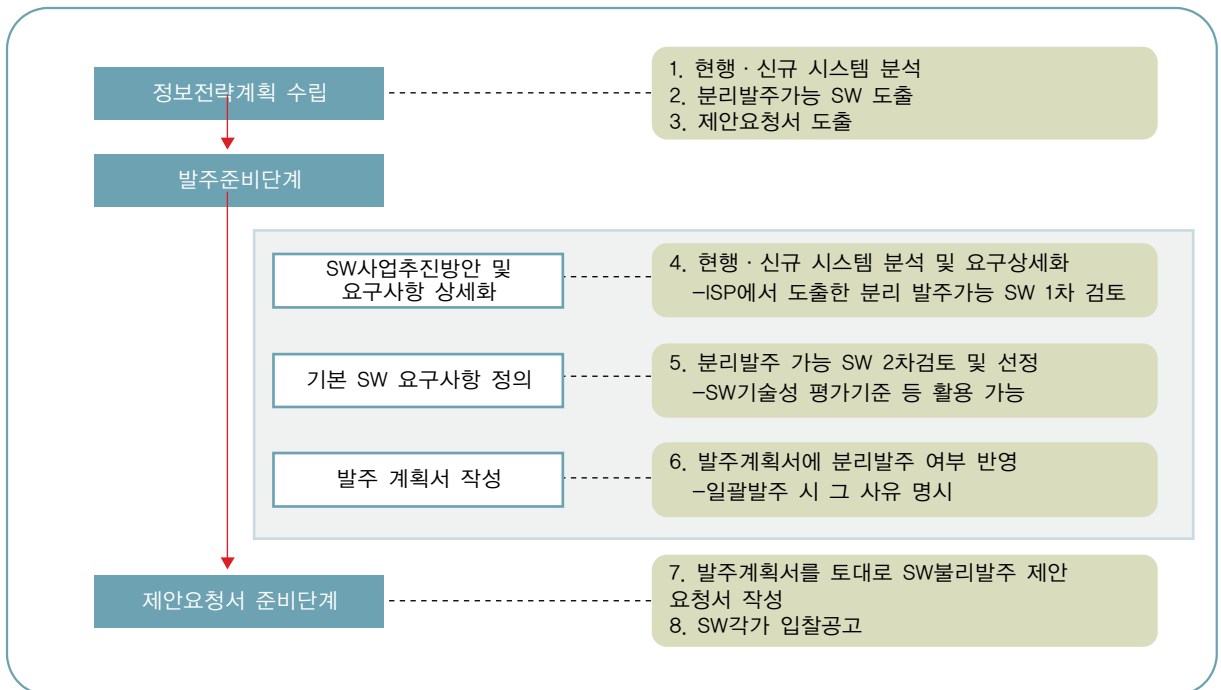 정보전략계획 수립
1. 현행 · 신규 시스템 분석
2. 분리발주가능 SW 도출
3. 제안요청서 도출
발주준비단계
SW사업추진방안 및
요구사항 상세화
4. 현행 · 신규 시스템 분석 및 요구상세화
-ISP에서 도출한 분리 발주가능 SW 1차 검토
기본 SW 요구사항 정의
5. 분리발주 가능 SW 2차검토 및 선정
-SW기술성 평가기준 등 활용 가능
발주 계획서 작성
6. 발주계획서에 분리발주 여부 반영
-일괄발주 시 그 사유 명시
제안요청서 준비단계
7. 발주계획서를 토대로 SW불리발주 제안
요청서 작성
8. SW각가 입찰공고